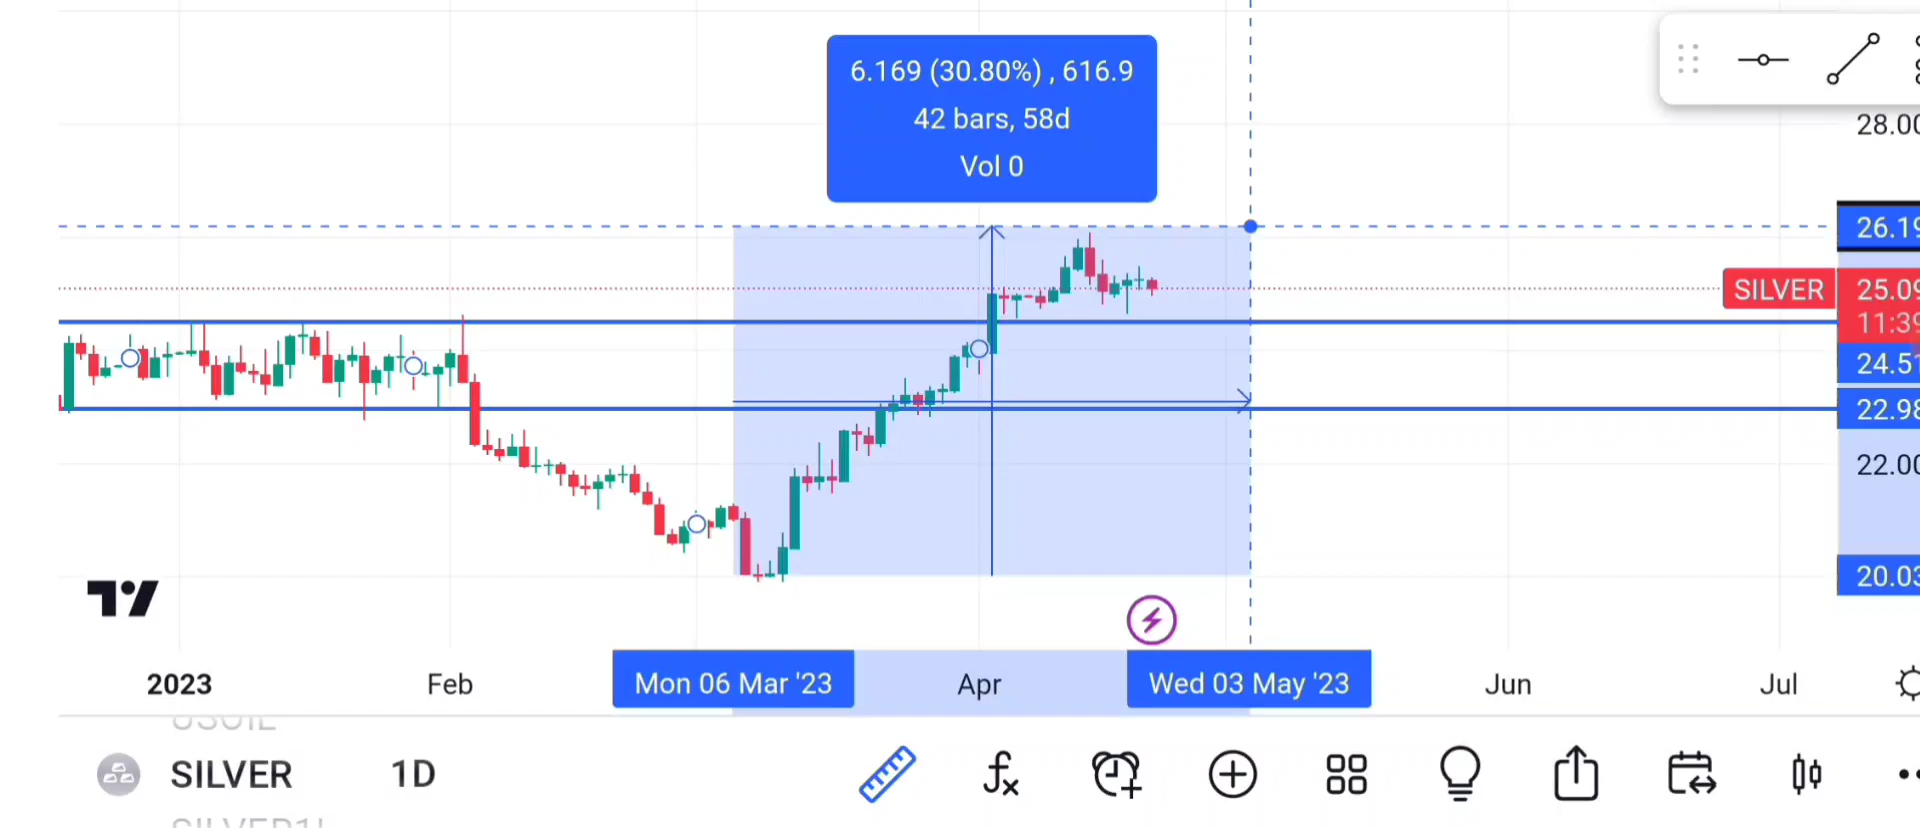 6.169 (30.80%) , 616.9
42 bars, 58d
Vol 0
28.00
26.19
SILVER 25.09
11:39
24.51
22.98
22.00
20.03
2023 Feb Mon 06 Mar '23 Apr Wed 03 May '23 Jun Jul
USOIL
SILVER 1D